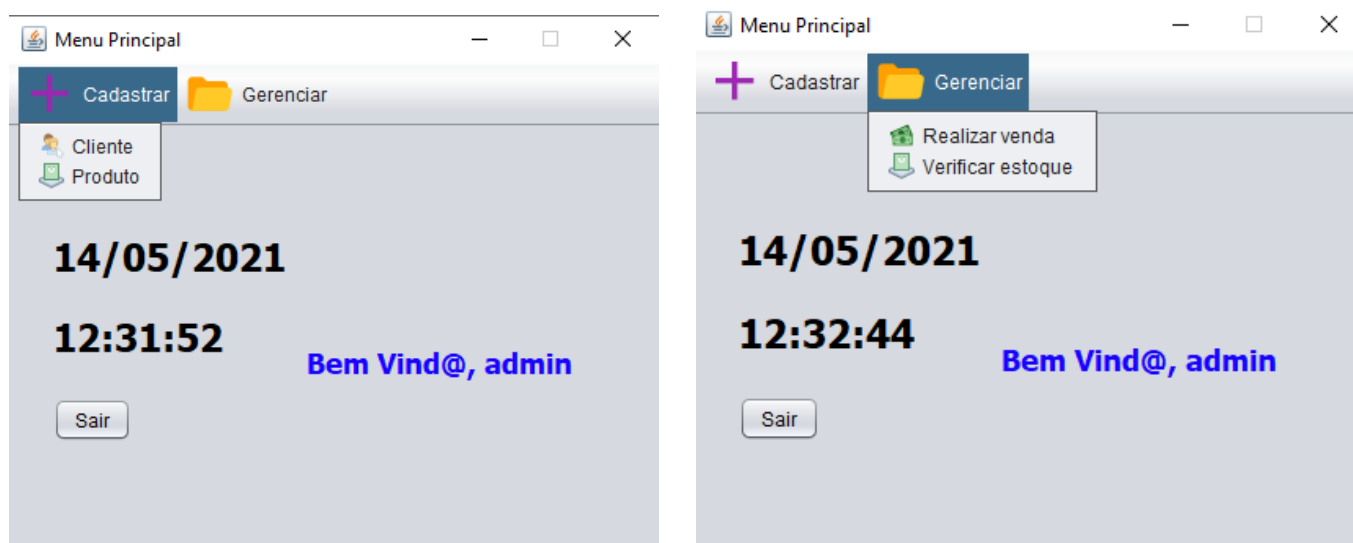 Menu Principal
Cadastrar Gerenciar
Cliente
Produto
14/05/2021
12:31:52
Bem Vind@, admin
Sair
Menu Principal
Cadastrar Gerenciar
Realizar venda
Verificar estoque
14/05/2021
12:32:44
Bem Vind@, admin
Sair